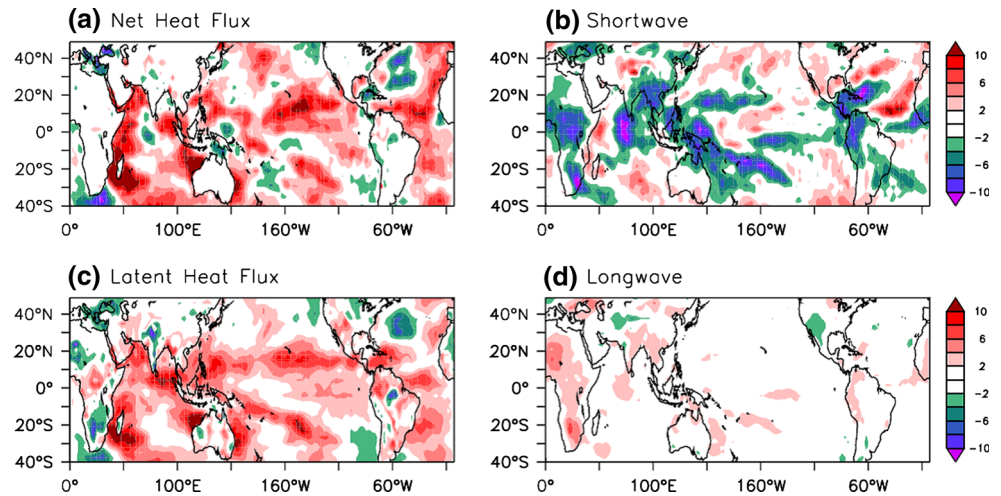 (a) Net Heat Flux
(b) Shortwave
40°N
20°N
0°
20°S
40°S
0° 100°E 160°W 60°W
40°N
20°N
0°
20°S
40°S
0° 100°E 160°W 60°W
10
6
2
-2
-6
-10
(c) Latent Heat Flux
(d) Longwave
40°N
20°N
0°
20°S
40°S
0° 100°E 160°W 60°W
40°N
20°N
0°
20°S
40°S
0° 100°E 160°W 60°W
10
6
2
-2
-6
-10